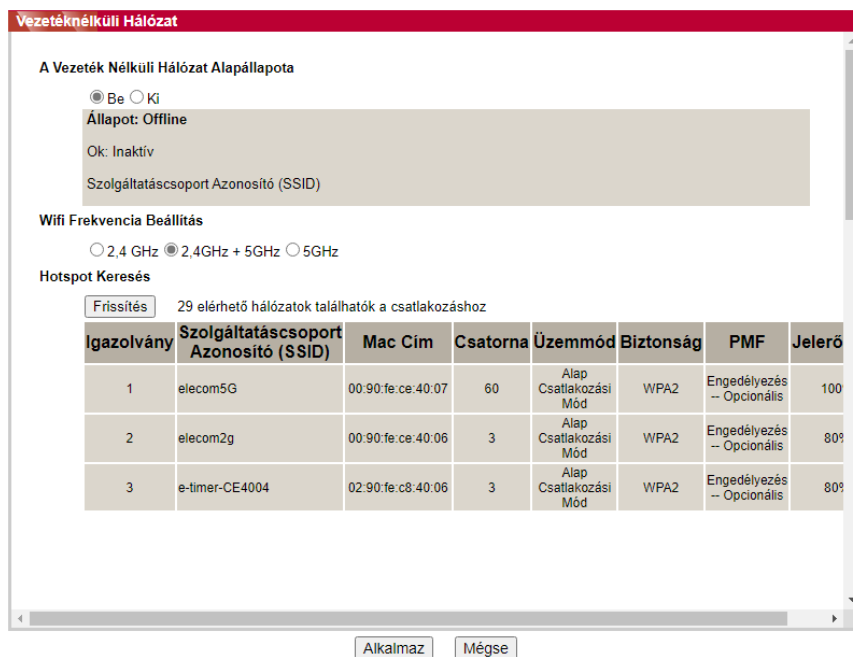 Vezetéknélküli Hálózat
A Vezeték Nélküli Hálózat Alapállapota
Be Ki
Állapot: Offline
Ok: Inaktív
Szolgáltatáscsoport Azonosító (SSID)
Wifi Frekvencia Beállítás
2,4 GHz 2,4GHz + 5GHz 5GHz
Hotspot Keresés
Frissítés 29 elérhető hálózatok találhatók a csatlakozáshoz
Igazolvány Szolgáltatáscsoport Azonosító (SSID) Mac Cím Csatorna Üzemmód Biztonság PMF Jelerő
1 elecom5G 00:90:fe:ce:40:07 60 Alap Csatlakozási Mód WPA2 Engedélyezés -- Opcionális 100
2 elecom2g 00:90:fe:ce:40:06 3 Alap Csatlakozási Mód WPA2 Engedélyezés -- Opcionális 80%
3 e-timer-CE4004 02:90:fe:c8:40:06 3 Alap Csatlakozási Mód WPA2 Engedélyezés -- Opcionális 80%
Alkalmaz Mégse